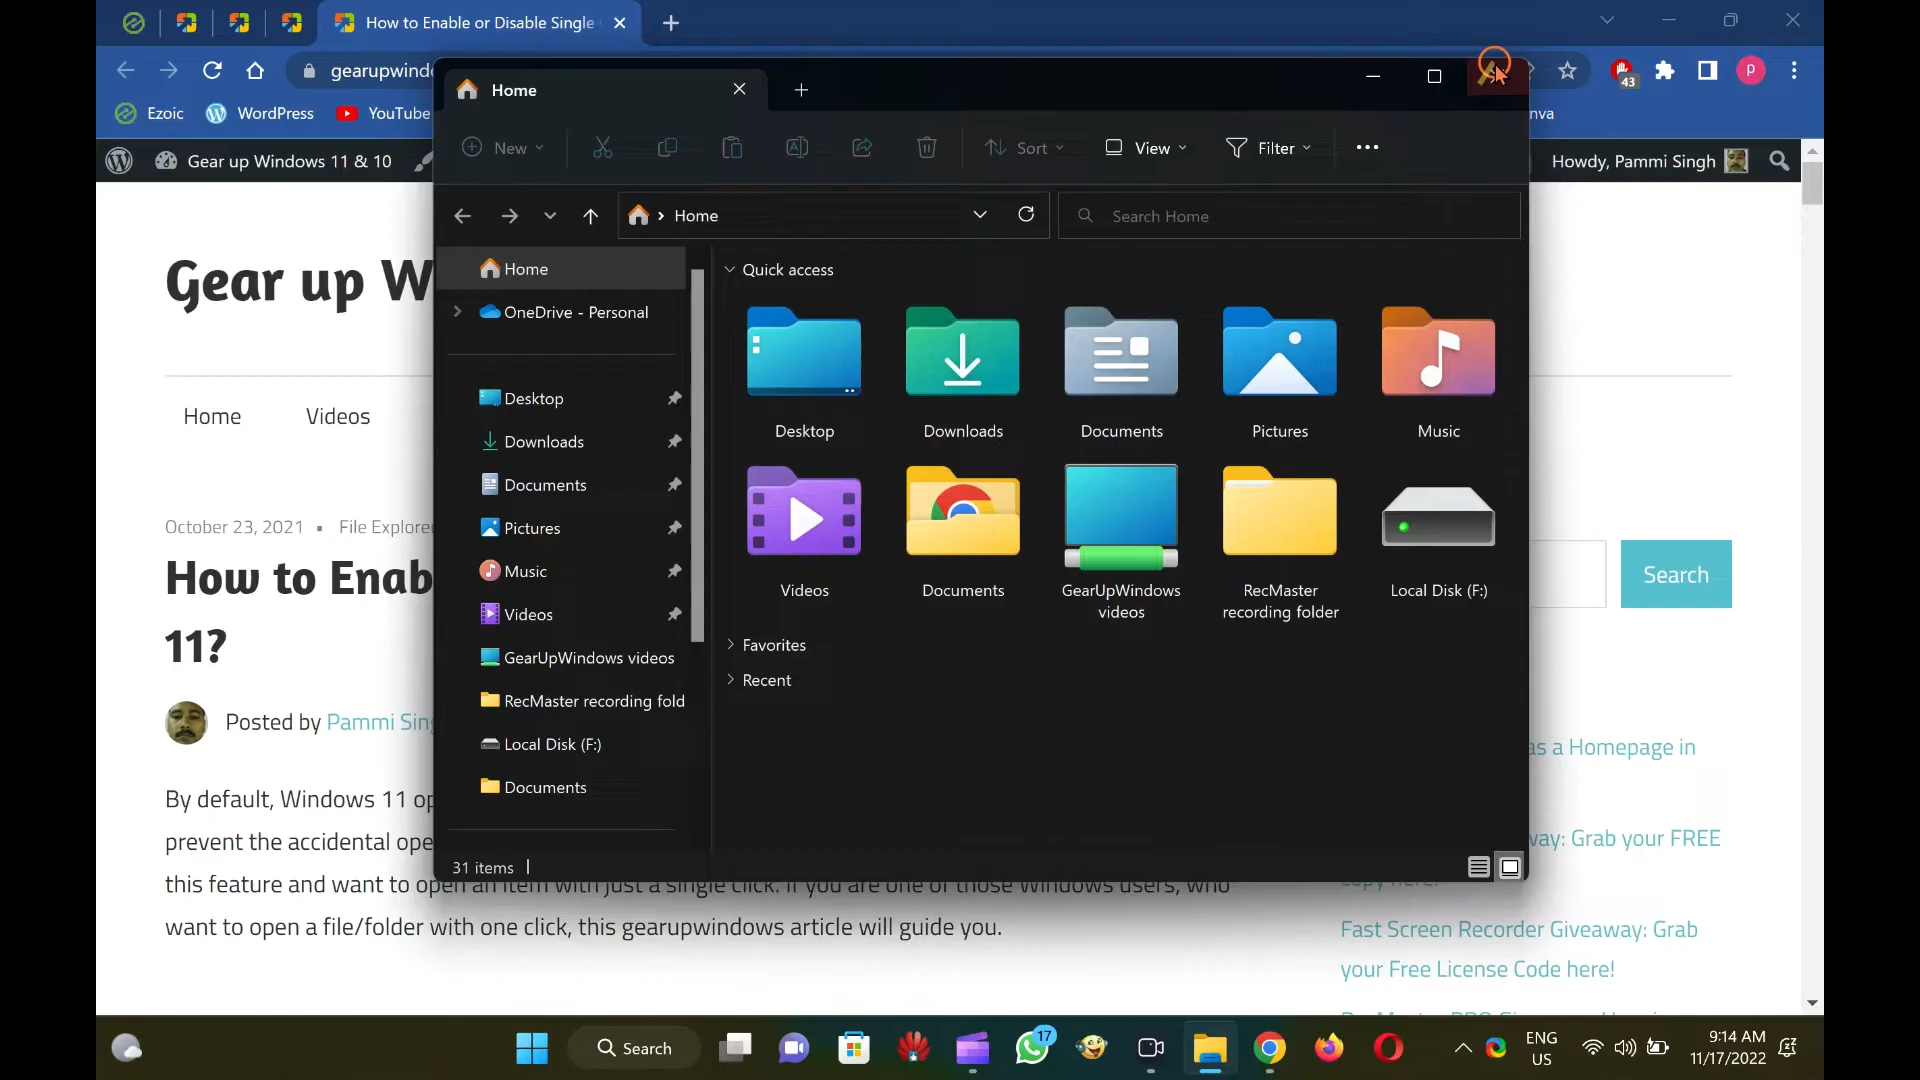 How to Enable or Disable Single
gearupwindo
43
P
Ezoic
WordPress
YouTube
nva
Gear up Windows 11 & 10
Howdy, Pammi Singh
Gear up W
Home
Videos
October 23, 2021
File Explorer
How to Enab
11?
Posted by Pammi Sing
By default, Windows 11 op
prevent the accidental ope
this feature and want to open an item with just a single click. If you are one of those Windows users, who
want to open a file/folder with one click, this gearupwindows article will guide you.
Search
as a Homepage in
way: Grab your FREE
copy here!
Fast Screen Recorder Giveaway: Grab
your Free License Code here!
Home
New
Sort
View
Filter
Home
Search Home
Home
OneDrive - Personal
Desktop
Downloads
Documents
Pictures
Music
Videos
GearUpWindows videos
RecMaster recording fold
Local Disk (F:)
Documents
Quick access
Desktop
Downloads
Documents
Pictures
Music
Videos
Documents
GearUpWindows
videos
RecMaster
recording folder
Local Disk (F:)
Favorites
Recent
31 items
Search
17
ENG
US
9:14 AM
11/17/2022